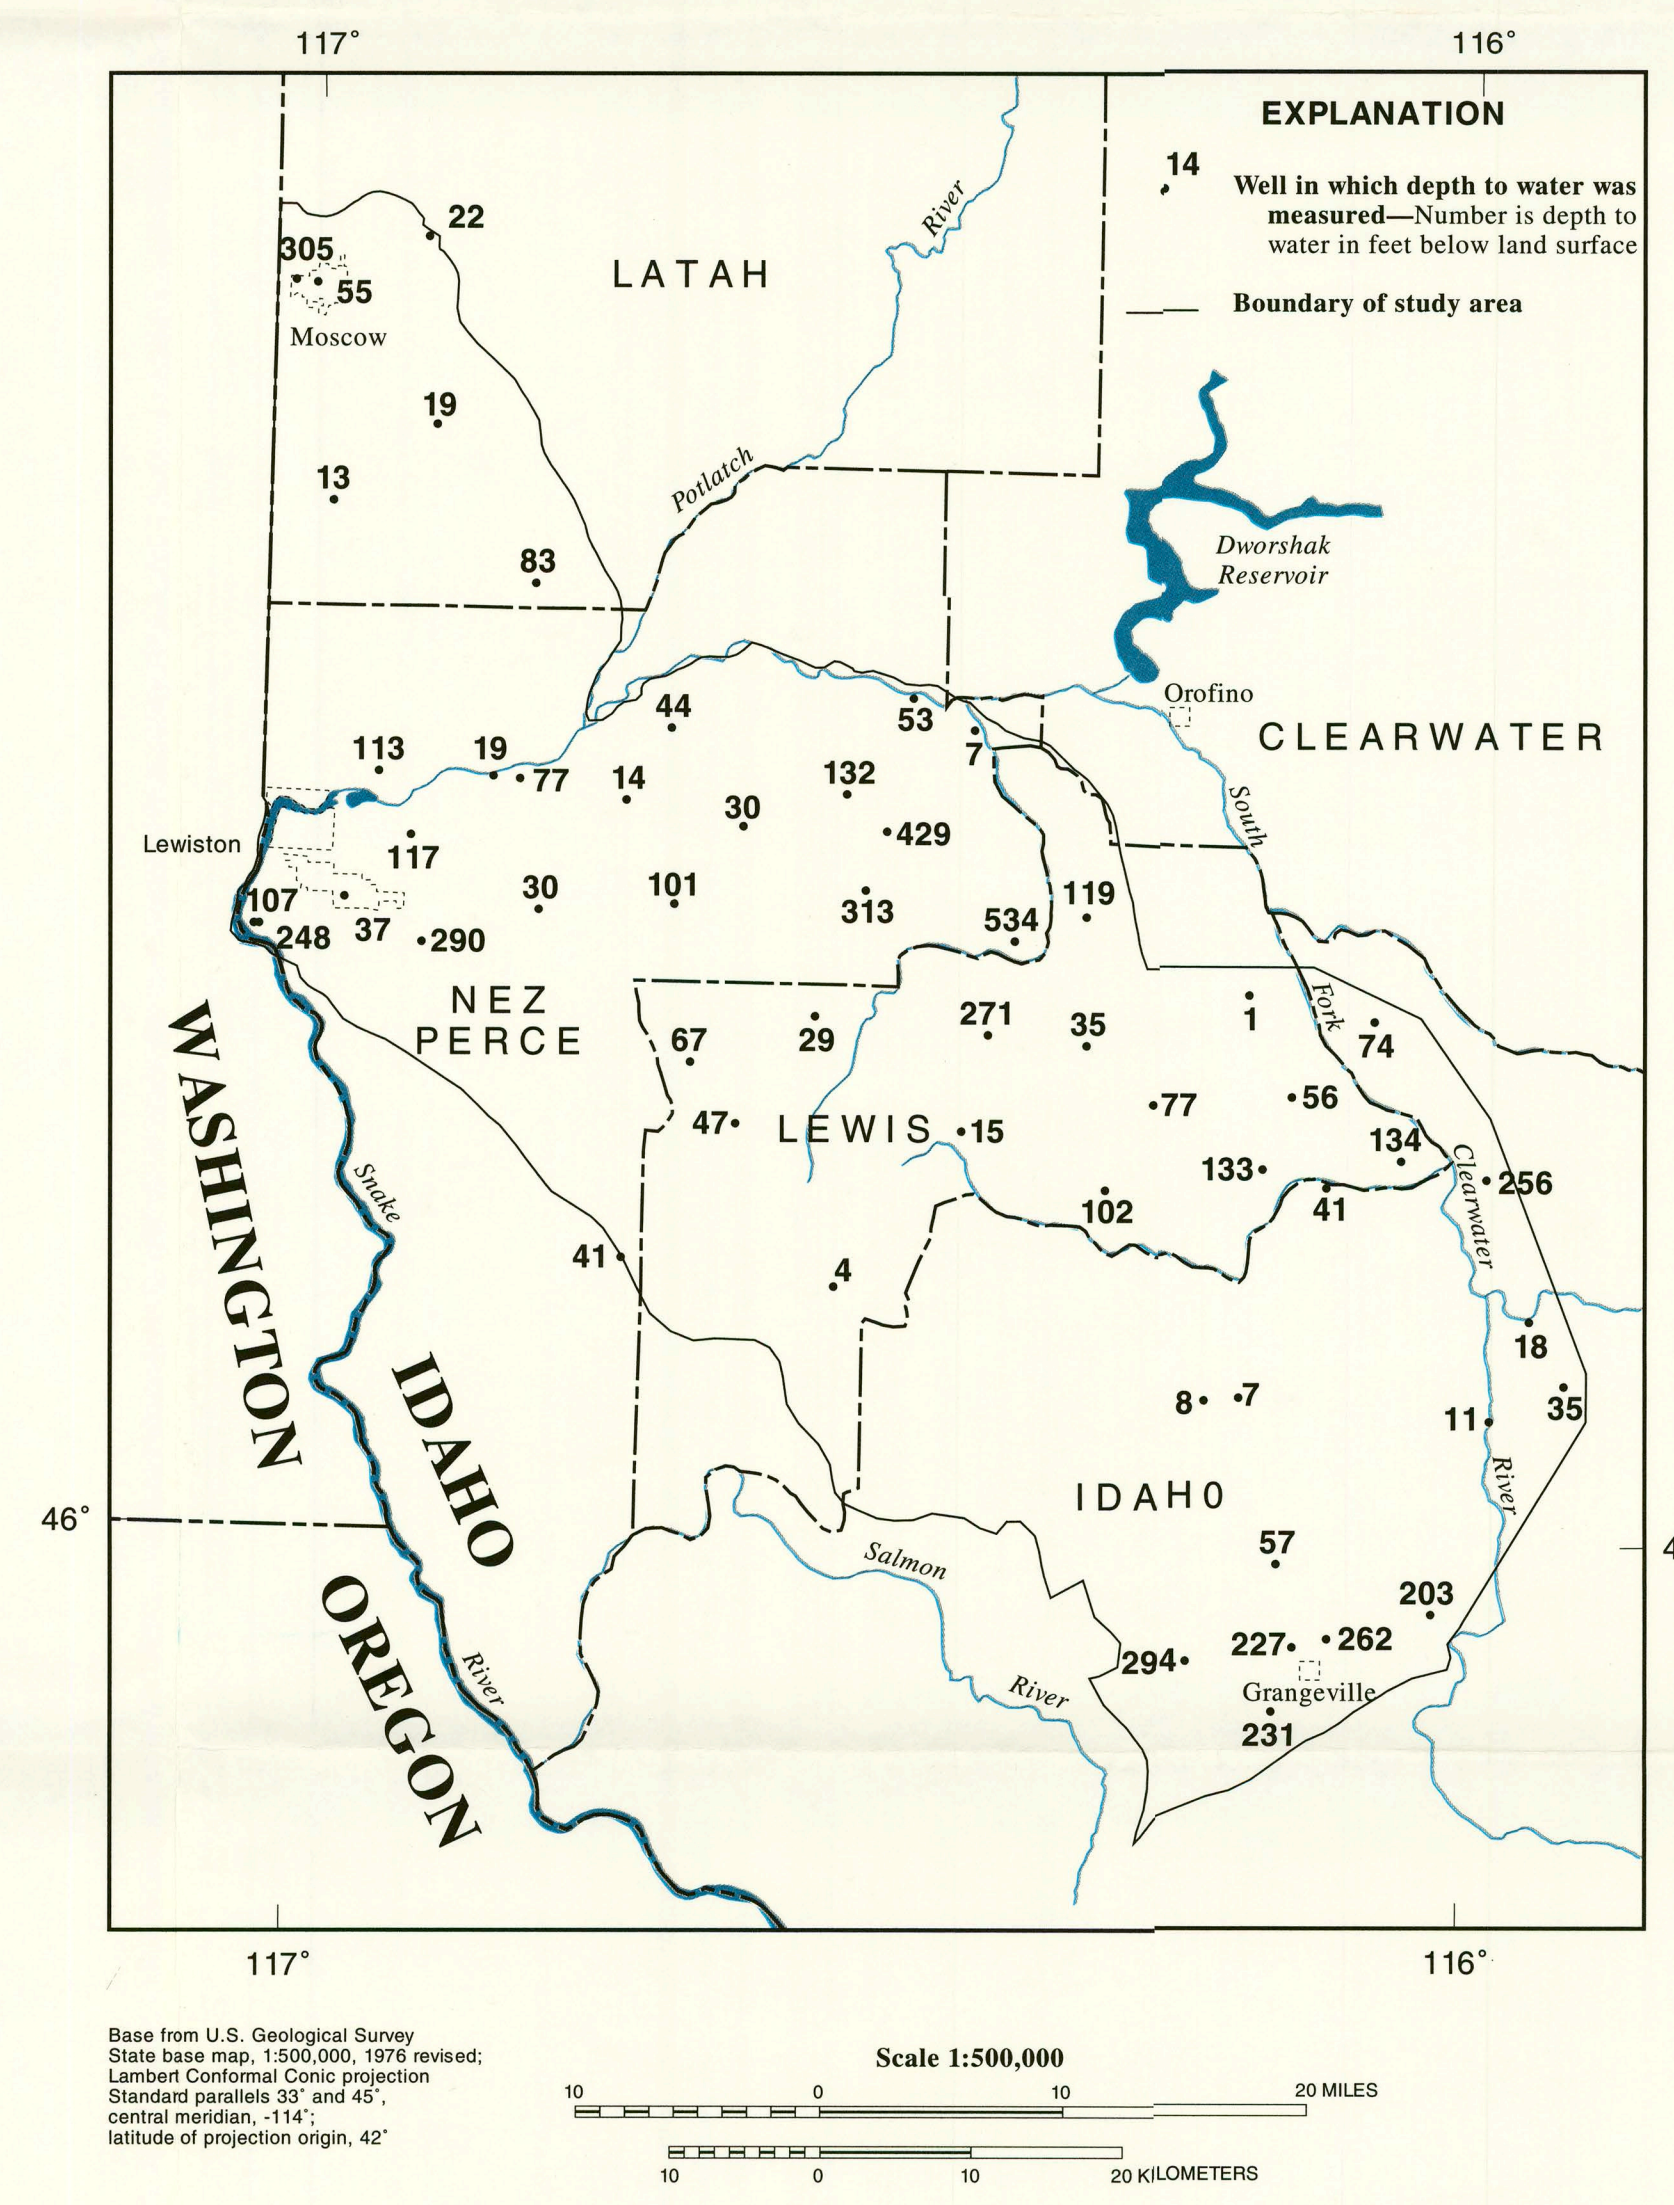 117°
116°
EXPLANATION
14
Well in which depth to water was
measured—Number is depth to
water in feet below land surface
Boundary of study area
River
22
LATAH
305
55
Moscow
19
13
Potlatch
83
Dworshak
Reservoir
Orofino
CLEARWATER
44
53
7
113
19
77
14
132
30
429
South
Lewiston
117
107
37
248
290
30
101
313
119
534
NEZ
PERCE
67
29
271
35
1
Fork
74
WASHINGTON
47
LEWIS
15
77
56
134
133
Snake
102
41
Clearwater
256
41
4
18
IDAHO
8
7
35
11
River
IDAHO
46°
4
57
Salmon
203
OREGON
227
262
294
River
River
Grangeville
231
117°
116°
Base from U.S. Geological Survey
State base map, 1:500,000, 1976 revised;
Lambert Conformal Conic projection
Standard parallels 33° and 45°,
central meridian, -114°;
latitude of projection origin, 42°
Scale 1:500,000
10 0 10 20 MILES
10 0 10 20 KILOMETERS